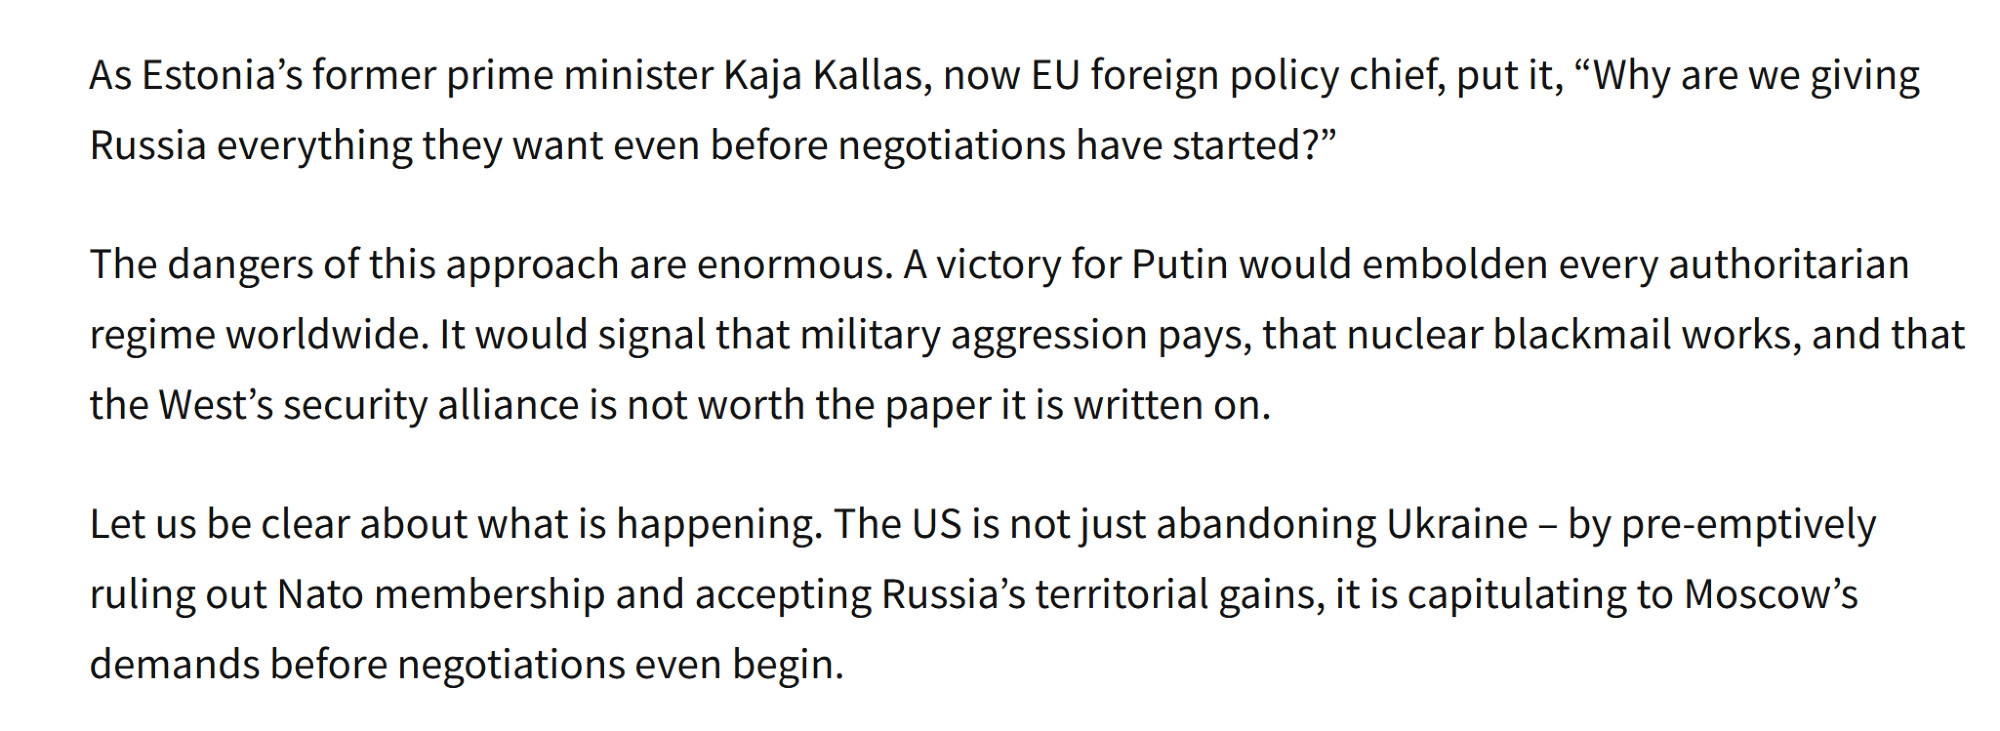 As Estonia’s former prime minister Kaja Kallas, now EU foreign policy chief, put it, “Why are we giving
Russia everything they want even before negotiations have started?”
The dangers of this approach are enormous. A victory for Putin would embolden every authoritarian
regime worldwide. It would signal that military aggression pays, that nuclear blackmail works, and that
the West’s security alliance is not worth the paper it is written on.
Let us be clear about what is happening. The US is not just abandoning Ukraine – by pre-emptively
ruling out Nato membership and accepting Russia’s territorial gains, it is capitulating to Moscow’s
demands before negotiations even begin.